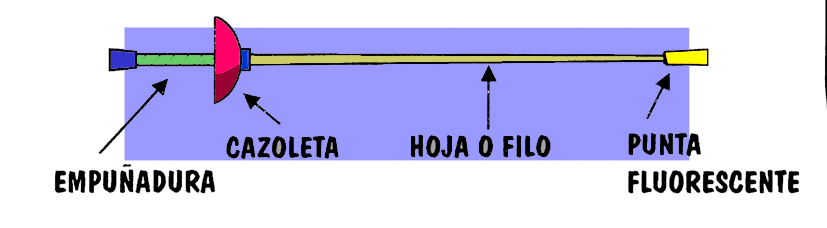 CAZOLETA
HOJA O FILO
PUNTA
FLUORESCENTE
EMPUÑADURA